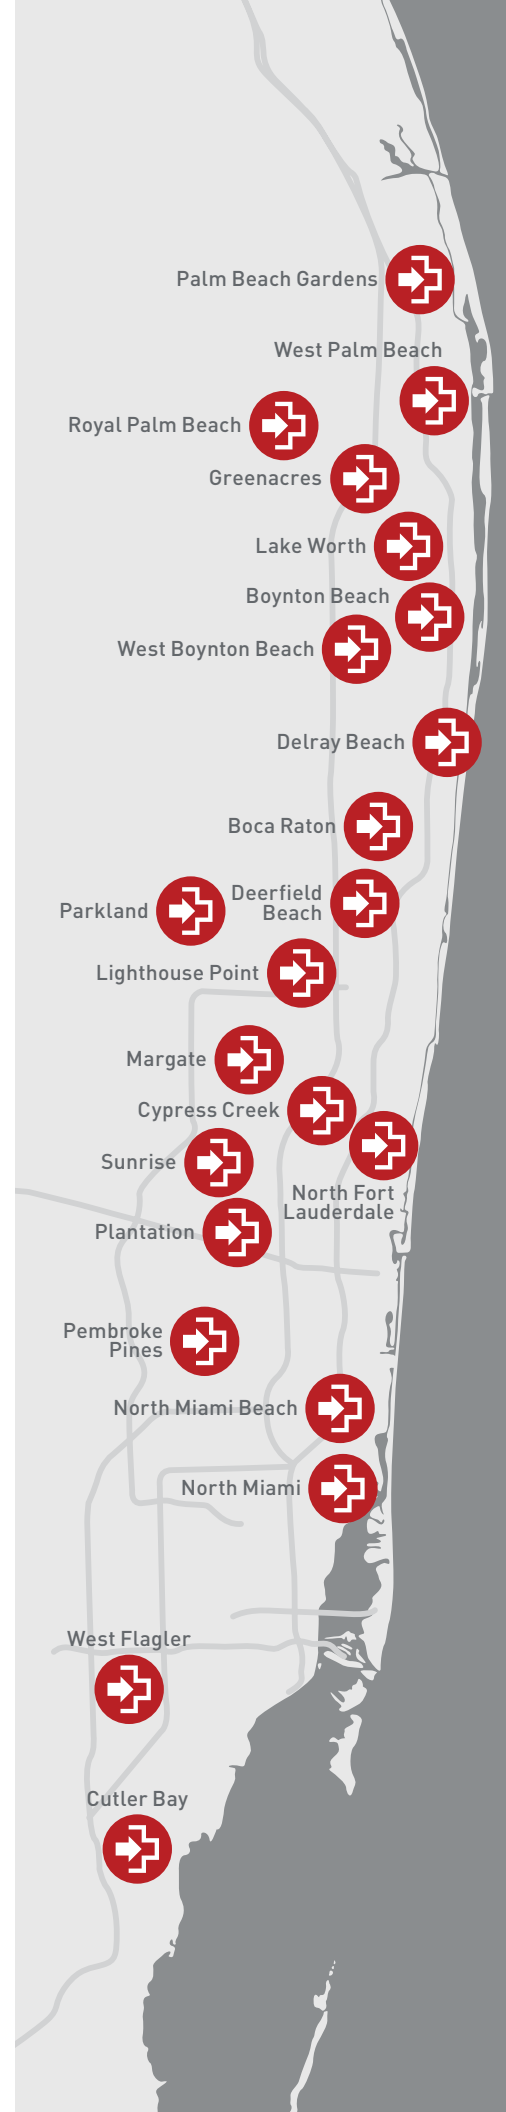 Palm Beach Gardens
West Palm Beach
Royal Palm Beach
Greenacres
Lake Worth
Boynton Beach
West Boynton Beach
Delray Beach
Boca Raton
Deerfield
Beach
Parkland
Lighthouse Point
Margate
Cypress Creek
Sunrise
North Fort
Lauderdale
Plantation
Pembroke
Pines
North Miami Beach
North Miami
West Flagler
Cutler Bay